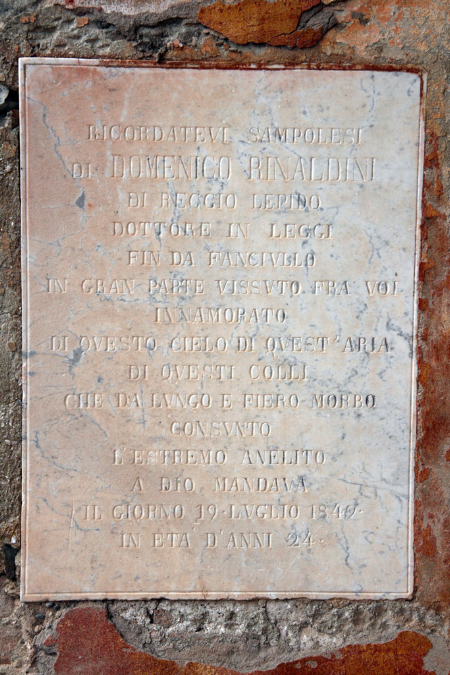 RICORDATEVI SAMPOLESI
DI DOMENICO RINALDINI
DI REGGIO LEPIDO
DOTTORE IN LEGGI
FIN DA FANCIVLLO
IN GRAN PARTE VISSVTO FRA VOI
INNAMORATO
DI QVESTO CIELO DI QVEST'ARIA
DI QVESTI COLLI
CHE DA LVNGO E FIERO MORBO
CONSVNTO
L'ESTREMO ANELITO
A DIO MANDAVA
IL GIORNO 19 LVGLIO
IN ETA D'ANNI 24